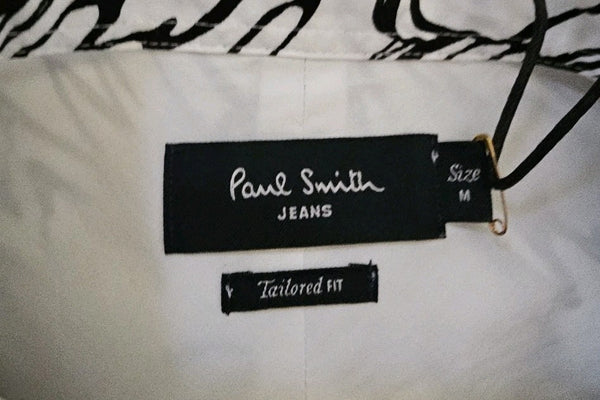 Paul Smith
JEANS
Size
M
Tailored FIT